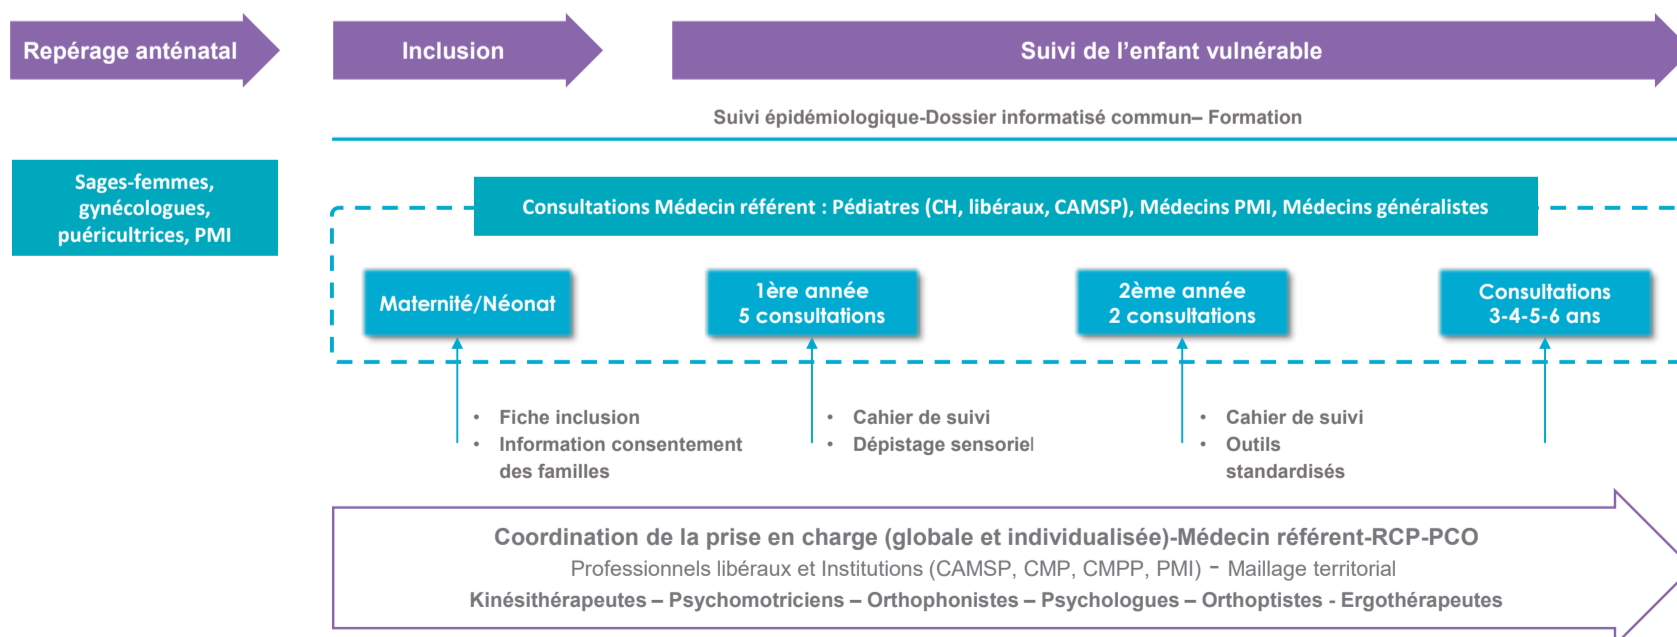 Repérage anténatal
Inclusion
Suivi de l'enfant vulnérable
Suivi épidémiologique-Dossier informatisé commun– Formation
Sages-femmes,
gynécologues,
puéricultrices, PMI
Consultations Médecin référent : Pédiatres (CH, libéraux, CAMSP), Médecins PMI, Médecins généralistes
Maternité/Néonat
1ère année
5 consultations
2ème année
2 consultations
Consultations
3-4-5-6 ans
• Fiche inclusion
• Information consentement
des familles
• Cahier de suivi
• Dépistage sensoriel
• Cahier de suivi
• Outils
standardisés
Coordination de la prise en charge (globale et individualisée)-Médecin référent-RCP-PCO
Professionnels libéraux et Institutions (CAMSP, CMP, CMPP, PMI) - Maillage territorial
Kinésithérapeutes – Psychomotriciens – Orthophonistes – Psychologues – Orthoptistes - Ergothérapeutes